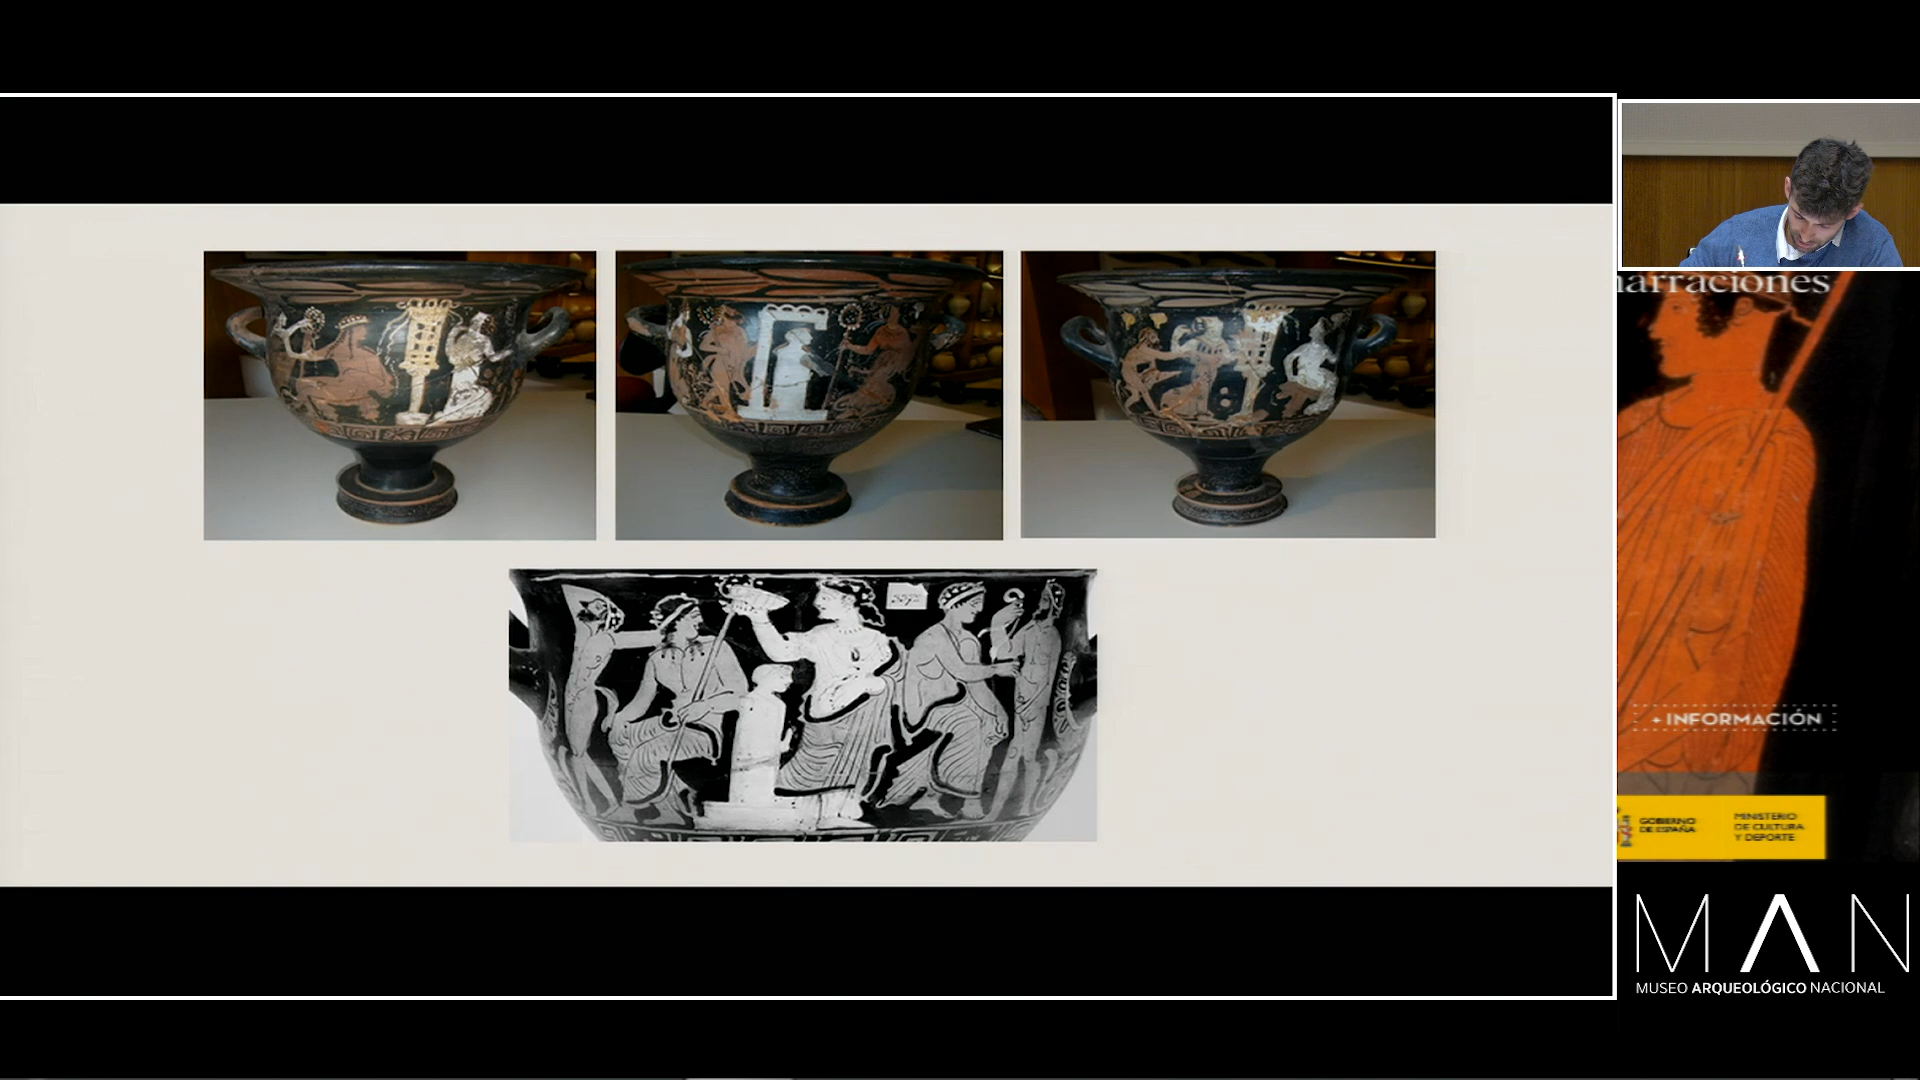 narraciones
+ INFORMACIÓN
GOBIERNO
DE ESPAÑA
MINISTERIO
DE CULTURA
Y DEPORTE
MAN
MUSEO ARQUEOLÓGICO NACIONAL